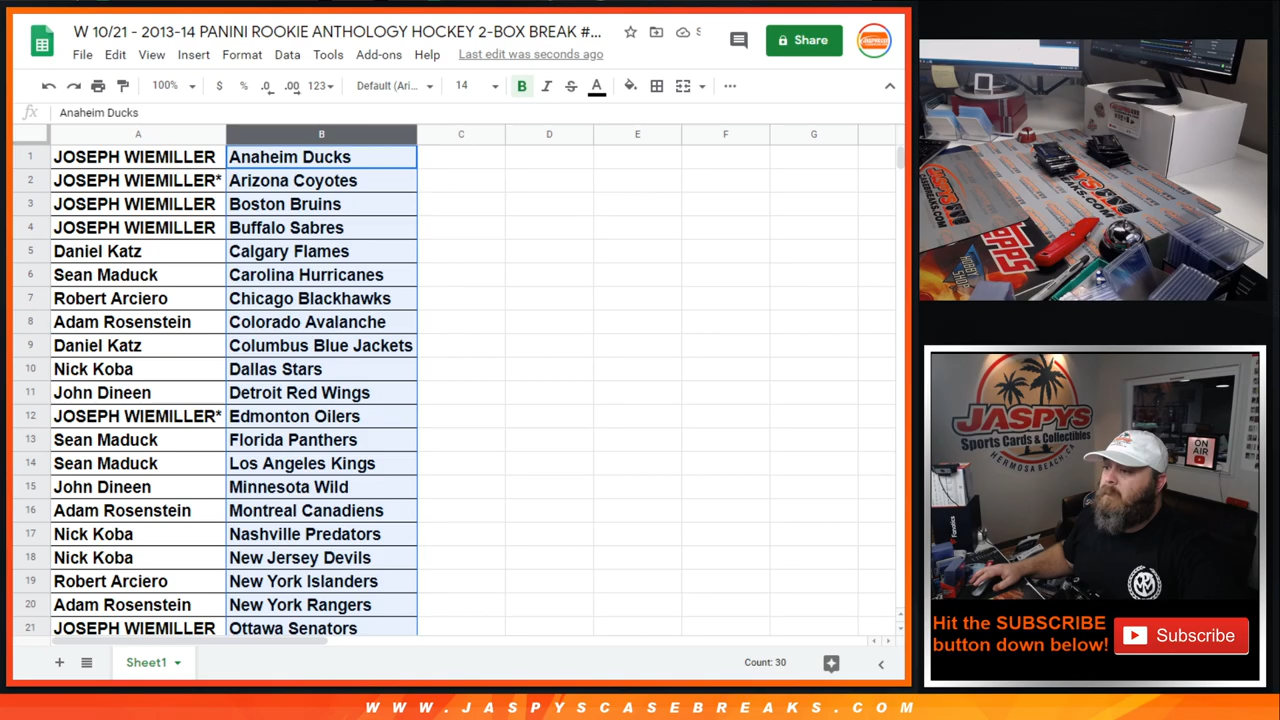 W 10/21 - 2013-14 PANINI ROOKIE ANTHOLOGY HOCKEY 2-BOX BREAK #...
S
Share
File Edit View Insert Format Data Tools Add-ons Help Last edit was seconds ago
100% $ % .0 .00 123 Default (Ari... 14 B I S A ...
fx Anaheim Ducks
A B C D E F G
1 JOSEPH WIEMILLER Anaheim Ducks
2 JOSEPH WIEMILLER* Arizona Coyotes
3 JOSEPH WIEMILLER Boston Bruins
4 JOSEPH WIEMILLER Buffalo Sabres
5 Daniel Katz Calgary Flames
6 Sean Maduck Carolina Hurricanes
7 Robert Arciero Chicago Blackhawks
8 Adam Rosenstein Colorado Avalanche
9 Daniel Katz Columbus Blue Jackets
10 Nick Koba Dallas Stars
11 John Dineen Detroit Red Wings
12 JOSEPH WIEMILLER* Edmonton Oilers
13 Sean Maduck Florida Panthers
14 Sean Maduck Los Angeles Kings
15 John Dineen Minnesota Wild
16 Adam Rosenstein Montreal Canadiens
17 Nick Koba Nashville Predators
18 Nick Koba New Jersey Devils
19 Robert Arciero New York Islanders
20 Adam Rosenstein New York Rangers
21 JOSEPH WIEMILLER Ottawa Senators
Sheet1
Count: 30
TOPPS
HOBBY
SHOP
JASPYS
Sports Cards & Collectibles
HERMOSA BEACH, CA
ON
AIR
Fanatics
Hit the SUBSCRIBE
button down below!
Subscribe
WWW.JASPYSCASEBREAKS.COM